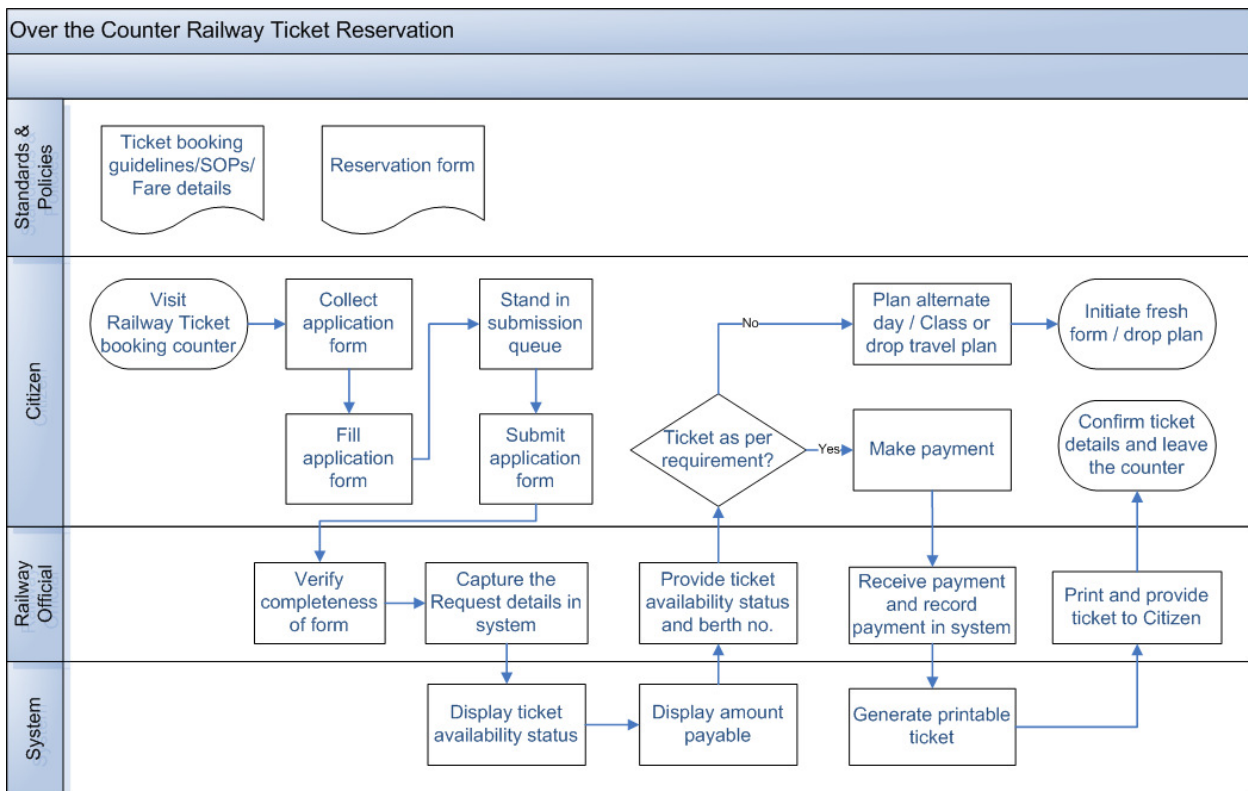 Over the Counter Railway Ticket Reservation
Standards &
Policies
Ticket booking
guidelines/SOPs/
Fare details
Reservation form
Citizen
Visit
Railway Ticket
booking counter
Collect
application
form
Fill
application
form
Stand in
submission
queue
Submit
application
form
Ticket as per
requirement?
No
Plan alternate
day / Class or
drop travel plan
Initiate fresh
form / drop plan
Yes
Make payment
Confirm ticket
details and leave
the counter
Railway
Official
Verify
completeness
of form
Capture the
Request details in
system
Provide ticket
availability status
and berth no.
Receive payment
and record
payment in system
Print and provide
ticket to Citizen
System
Display ticket
availability status
Display amount
payable
Generate printable
ticket